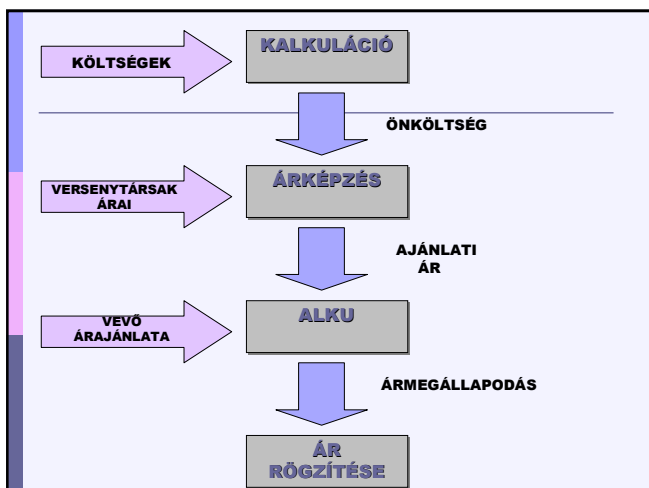 KÖLTSÉGEK
KALKULÁCIÓ
ÖNKÖLTSÉG
VERSENYTÁRSAK
ÁRAI
ÁRKÉPZÉS
AJÁNLATI
ÁR
VEVŐ
ÁRAJÁNLATA
ALKU
ÁRMEGÁLLAPODÁS
ÁR
RÖGZÍTÉSE